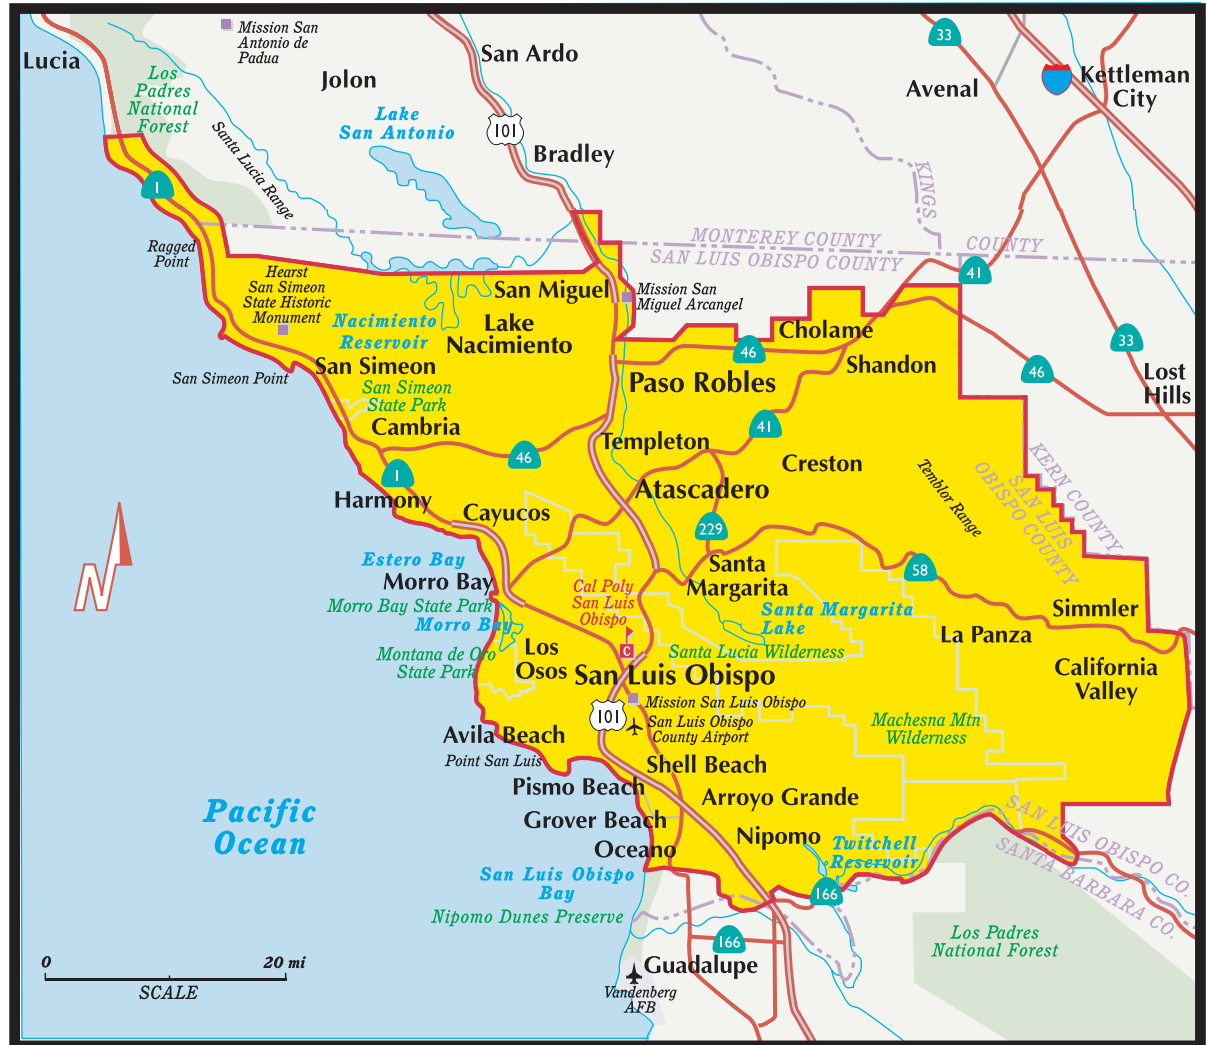 Mission San
Antonio de
Padua
Lucia
San Ardo
Jolon
33
Kettleman
City
Avenal
Los
Padres
National
Forest
Lake
San Antonio
101
Bradley
Santa Lucia Range
1
KINGS
COUNTY
MONTEREY COUNTY
SAN LUIS OBISPO COUNTY
Ragged
Point
41
Hearst
San Simeon
State Historic
Monument
San Miguel
Mission San
Miguel Arcangel
Nacimiento
Reservoir
Lake
Nacimiento
Cholame
33
46
Shandon
46
San Simeon
San Simeon Point
Paso Robles
Lost
Hills
San Simeon
State Park
Cambria
41
Templeton
46
Creston
Temblor Range
KERN COUNTY
SAN LUIS
OBISPO COUNTY
1
Harmony
Atascadero
Cayucos
229
Estero Bay
Morro Bay
Santa
Margarita
58
Cal Poly
San Luis
Obispo
Morro Bay State Park
Morro Bay
Santa Margarita
Lake
Simmler
La Panza
C
Montana de Oro
State Park
Los
Osos
Santa Lucia Wilderness
San Luis Obispo
California
Valley
Mission San Luis Obispo
101
San Luis Obispo
County Airport
Machesna Mtn
Wilderness
Avila Beach
Point San Luis
Shell Beach
Pismo Beach
Arroyo Grande
Pacific
Ocean
Grover Beach
Nipomo
Oceano
Twitchell
Reservoir
SAN LUIS OBISPO CO.
SANTA BARBARA CO.
San Luis Obispo
Bay
166
Nipomo Dunes Preserve
Los Padres
National Forest
166
Guadalupe
0
20 mi
SCALE
Vandenberg
AFB
N